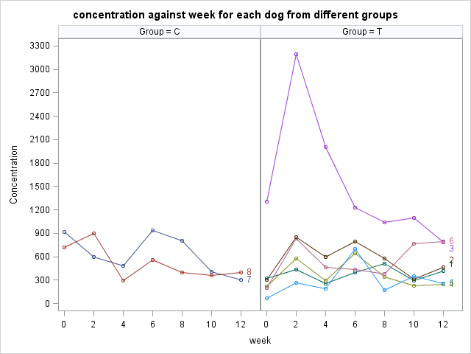 concentration against week for each dog from different groups
Group = C
Group = T
3300
3000
2700
2400
2100
1800
1500
1200
900
600
300
0
Concentration
8
7
6
3
2
1
0 2 4 6 8 10 12
0 2 4 6 8 10 12
week